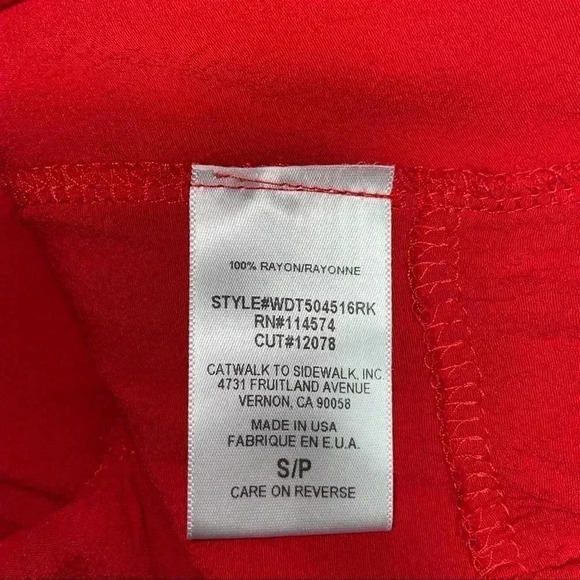 100% RAYON/RAYONNE
STYLE#WDT504516RK
RN#114574
CUT#12078
CATWALK TO SIDEWALK, INC.
4731 FRUITLAND AVENUE
VERNON, CA 90058
MADE IN USA
FABRIQUE EN E.U.A.
S/P
CARE ON REVERSE